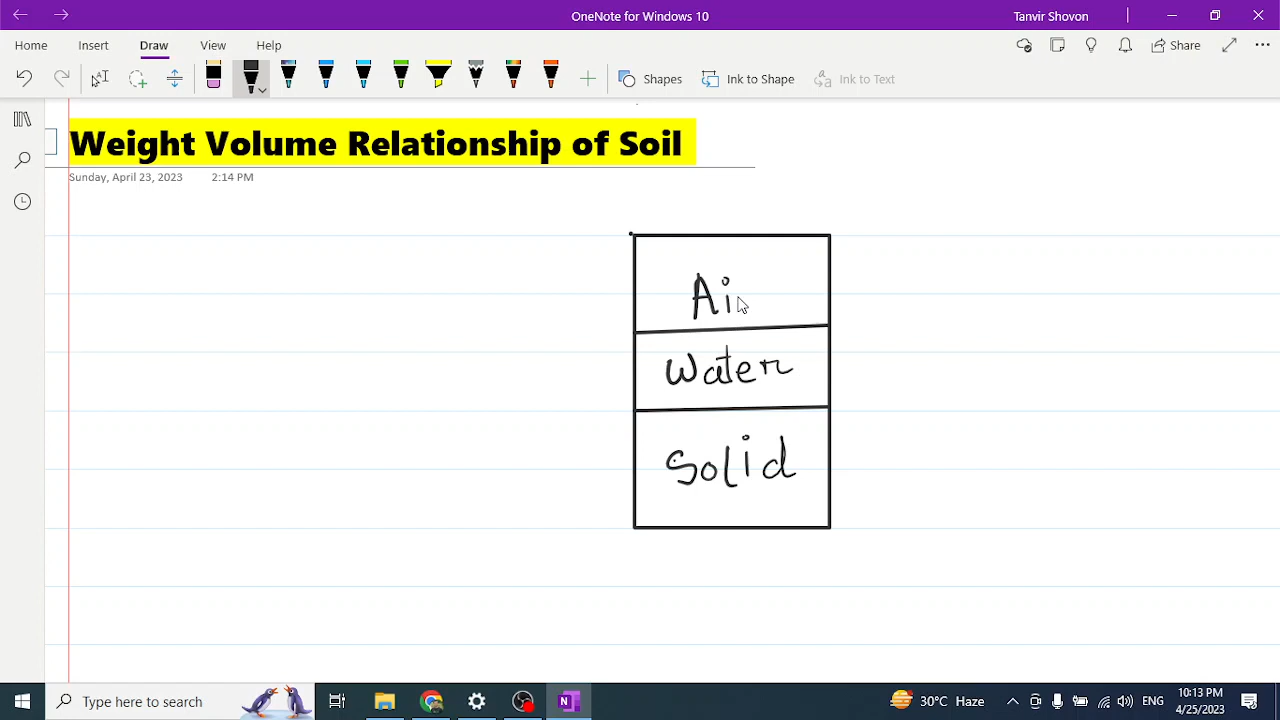 OneNote for Windows 10
Tanvir Shovon
Home Insert Draw View Help
Share
Shapes Ink to Shape Ink to Text
Weight Volume Relationship of Soil
Sunday, April 23, 2023 2:14 PM
Ai
Water
Solid
Type here to search
30°C Haze
ENG
10:13 PM
4/25/2023